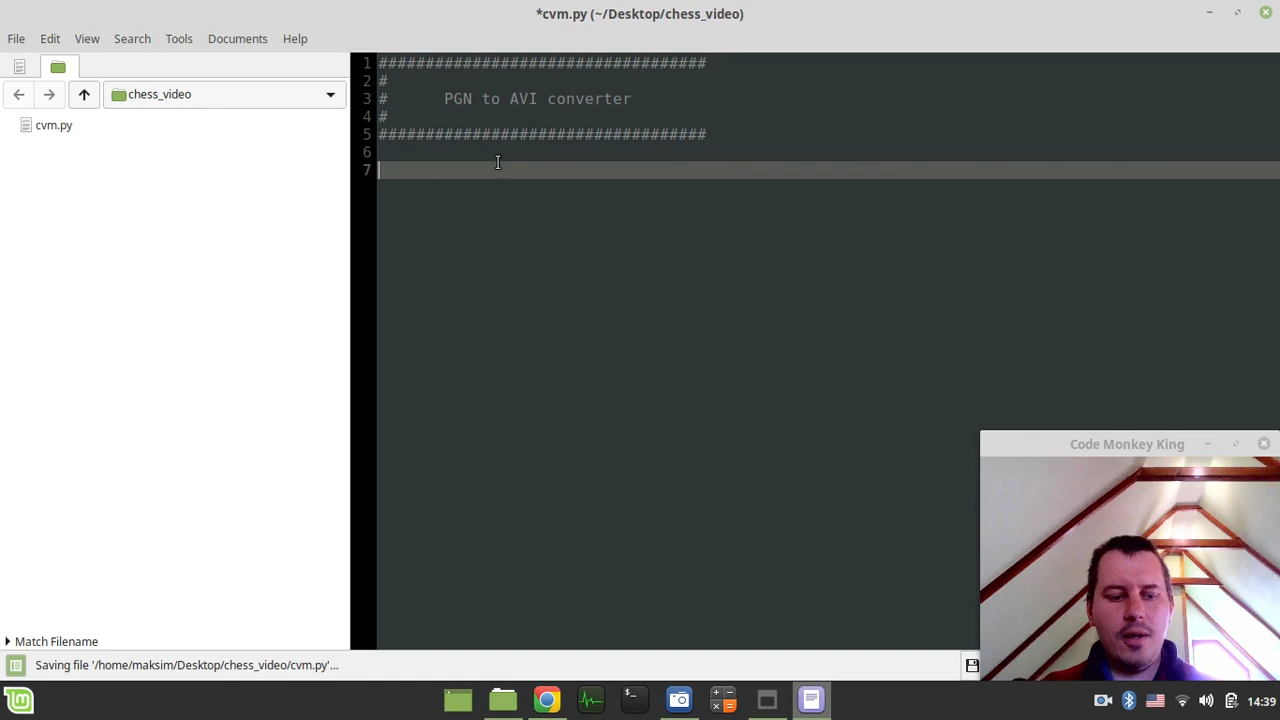 *cvm.py (~/Desktop/chess_video)
File Edit View Search Tools Documents Help
chess_video
cvm.py
1 ###################################
2 #
3 #      PGN to AVI converter
4 #
5 ###################################
6
7
Code Monkey King
Match Filename
Saving file '/home/maksim/Desktop/chess_video/cvm.py'...
14:39